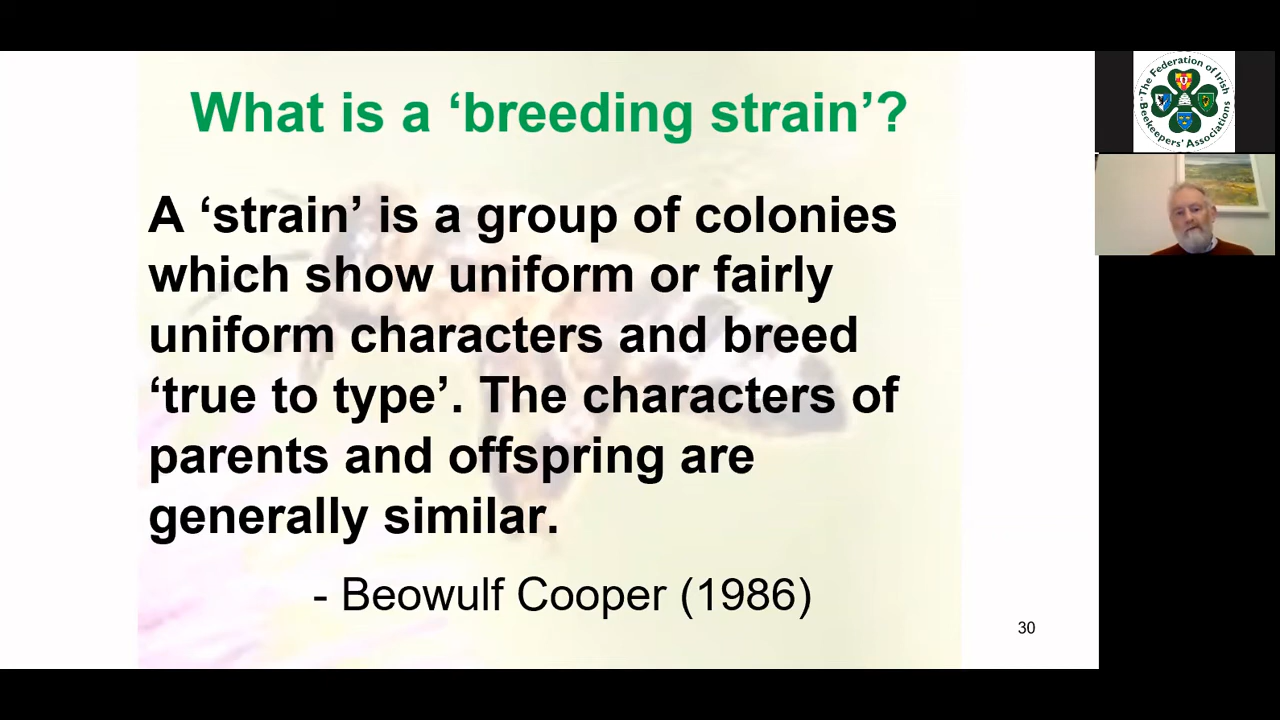 What is a ‘breeding strain’?
A ‘strain’ is a group of colonies
which show uniform or fairly
uniform characters and breed
‘true to type’. The characters of
parents and offspring are
generally similar.
- Beowulf Cooper (1986)
30
The Federation of Irish
Beekeepers' Associations